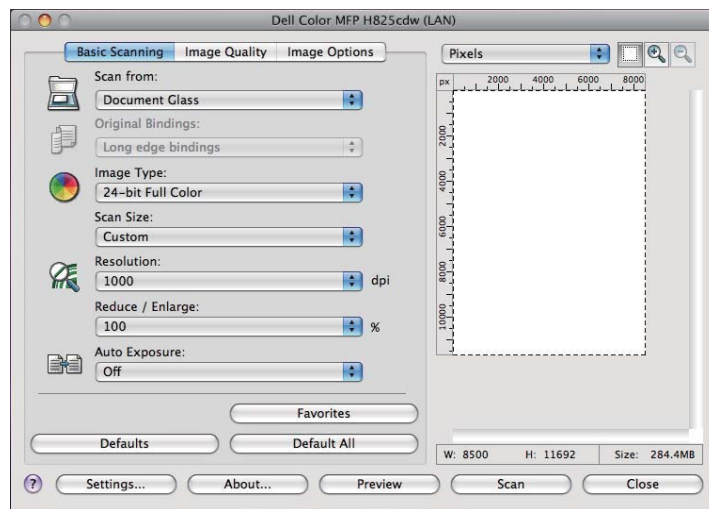 Dell Color MFP H825cdw (LAN)
Basic Scanning Image Quality Image Options
Scan from:
Document Glass
Original Bindings:
Long edge bindings
Image Type:
24-bit Full Color
Scan Size:
Custom
Resolution:
1000 dpi
Reduce / Enlarge:
100 %
Auto Exposure:
Off
Favorites
Defaults Default All
? Settings... About... Preview Scan Close
Pixels
px 2000 4000 6000 8000
2000
4000
6000
8000
10000
W: 8500 H: 11692 Size: 284.4MB